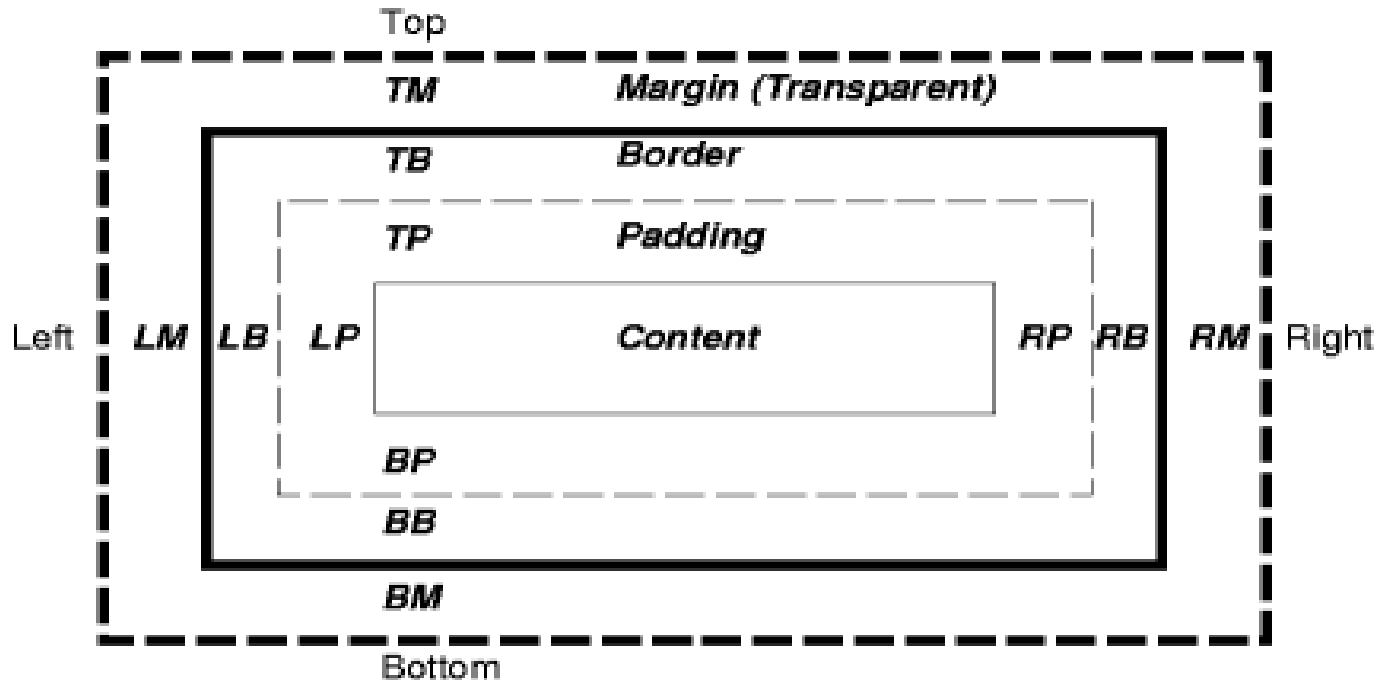 Top
TM Margin (Transparent)
TB Border
TP Padding
Left LM LB LP Content RP RB RM Right
BP
BB
BM
Bottom